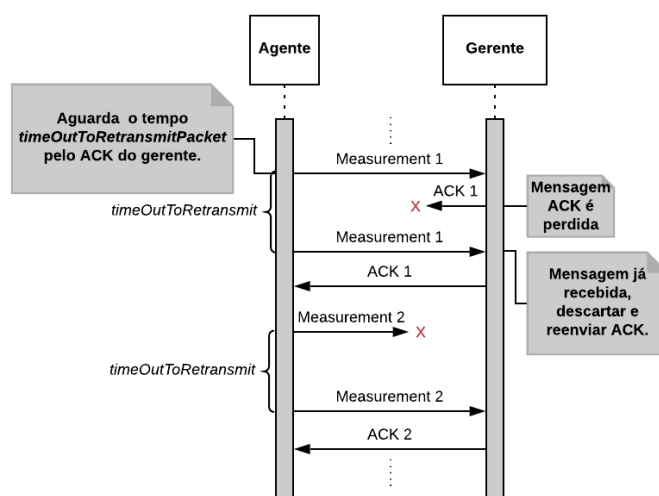 Agente
Gerente
Aguarda o tempo
timeOutToRetransmitPacket
pelo ACK do gerente.
Measurement 1
ACK 1
X
Mensagem
ACK é
perdida
timeOutToRetransmit
Measurement 1
ACK 1
Mensagem já
recebida,
descartar e
reenviar ACK.
Measurement 2
X
timeOutToRetransmit
Measurement 2
ACK 2